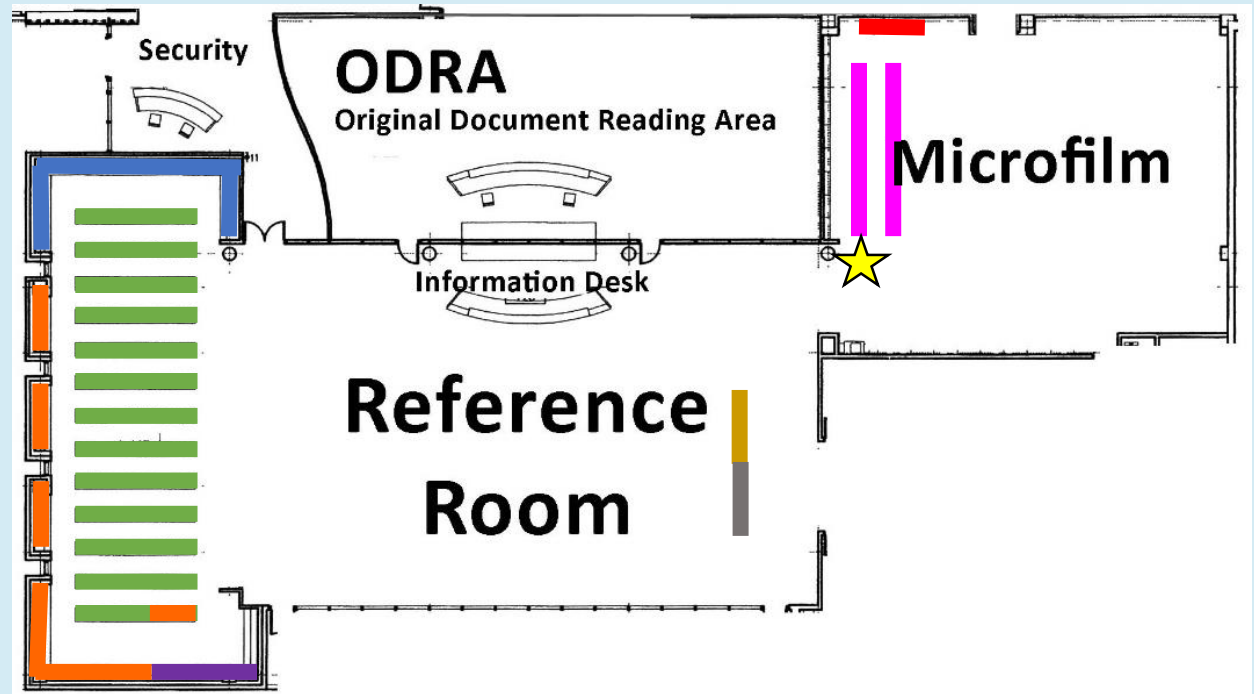 Security
ODRA
Original Document Reading Area
Microfilm
Information Desk
Reference
Room